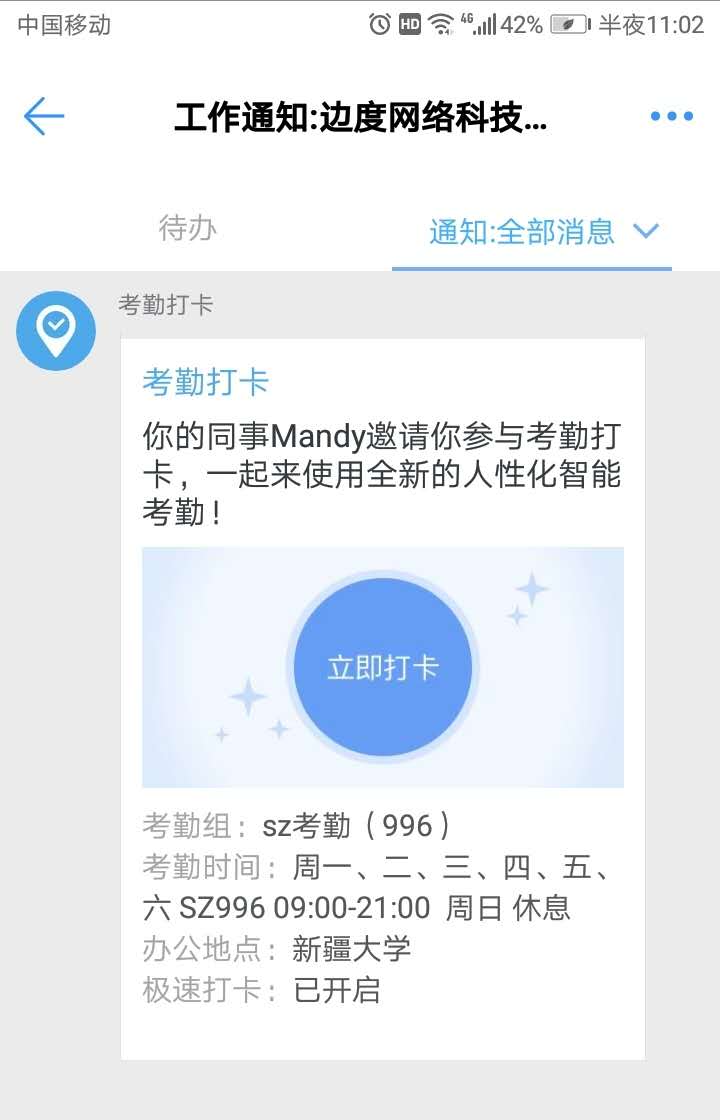 中国移动 HD 4G 42% 半夜11:02
工作通知:边度网络科技...
待办 通知:全部消息
考勤打卡
考勤打卡
你的同事Mandy邀请你参与考勤打
卡，一起来使用全新的人性化智能
考勤！
立即打卡
考勤组：sz考勤（996）
考勤时间：周一、二、三、四、五、
六 SZ996 09:00-21:00 周日 休息
办公地点：新疆大学
极速打卡：已开启